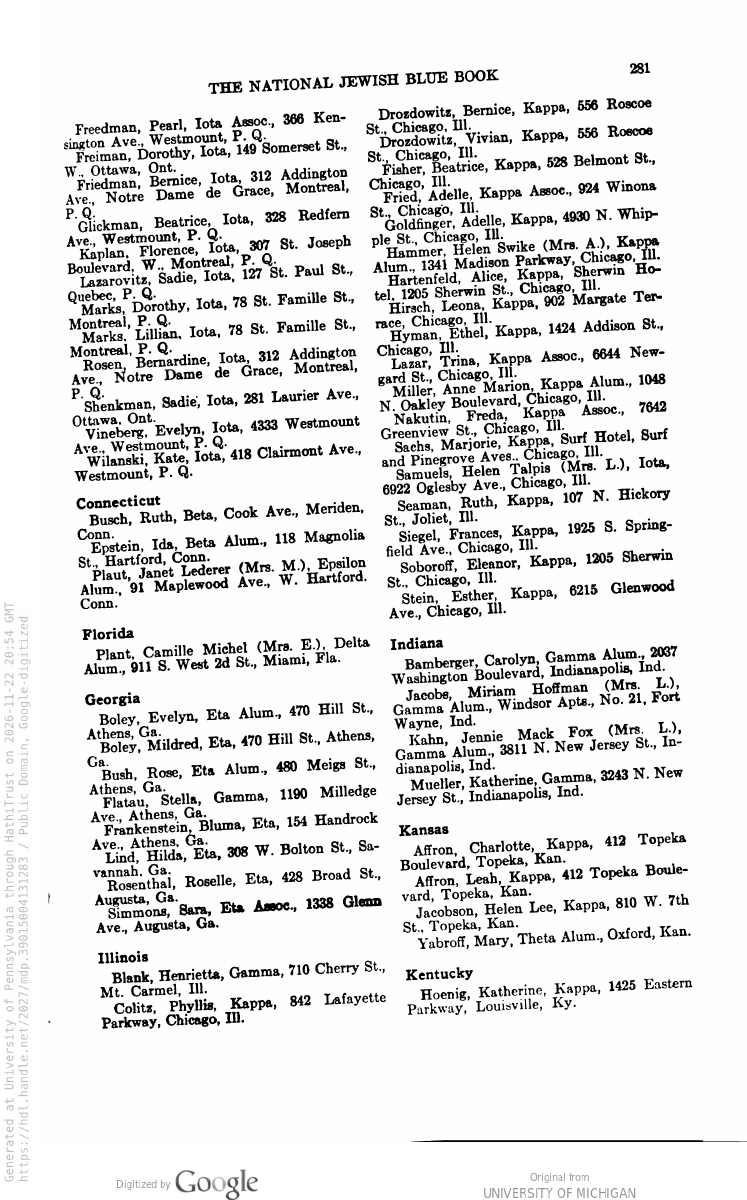 THE NATIONAL JEWISH BLUE BOOK 281
Freedman, Pearl, Iota Assoc., 366 Ken-
sington Ave., Westmount, P. Q.
Freiman, Dorothy, Iota, 149 Somerset St.,
W., Ottawa, Ont.
Friedman, Bernice, Iota, 312 Addington
Ave., Notre Dame de Grace, Montreal,
P. Q.
Glickman, Beatrice, Iota, 328 Redfern
Ave., Westmount, P. Q.
Kaplan, Florence, Iota, 307 St. Joseph
Boulevard, W., Montreal, P. Q.
Lazarovitz, Sadie, Iota, 127 St. Paul St.,
Quebec, P. Q.
Marks, Dorothy, Iota, 78 St. Famille St.,
Montreal, P. Q.
Marks, Lillian, Iota, 78 St. Famille St.,
Montreal, P. Q.
Rosen, Bernardine, Iota, 312 Addington
Ave., Notre Dame de Grace, Montreal,
P. Q.
Shenkman, Sadie, Iota, 281 Laurier Ave.,
Ottawa, Ont.
Vineberg, Evelyn, Iota, 4333 Westmount
Ave., Westmount, P. Q.
Wilanski, Kate, Iota, 418 Clairmont Ave.,
Westmount, P. Q.
Connecticut
Busch, Ruth, Beta, Cook Ave., Meriden,
Conn.
Epstein, Ida, Beta Alum., 118 Magnolia
St., Hartford, Conn.
Plaut, Janet Lederer (Mrs. M.), Epsilon
Alum., 91 Maplewood Ave., W. Hartford.
Conn.
Florida
Plant, Camille Michel (Mrs. E.), Delta
Alum., 911 S. West 2d St., Miami, Fla.
Georgia
Boley, Evelyn, Eta Alum., 470 Hill St.,
Athens, Ga.
Boley, Mildred, Eta, 470 Hill St., Athens,
Ga.
Bush, Rose, Eta Alum., 480 Meigs St.,
Athens, Ga.
Flatau, Stella, Gamma, 1190 Milledge
Ave., Athens, Ga.
Frankenstein, Bluma, Eta, 154 Handrock
Ave., Athens, Ga.
Lind, Hilda, Eta, 308 W. Bolton St., Sa-
vannah, Ga.
Rosenthal, Roselle, Eta, 428 Broad St.,
Augusta, Ga.
Simmons, Sara, Eta Assoc., 1338 Glenn
Ave., Augusta, Ga.
Illinois
Blank, Henrietta, Gamma, 710 Cherry St.,
Mt. Carmel, Ill.
Colitz, Phyllis, Kappa, 842 Lafayette
Parkway, Chicago, Ill.
Drozdowitz, Bernice, Kappa, 556 Roscoe
St., Chicago, Ill.
Drozdowitz, Vivian, Kappa, 556 Roscoe
St., Chicago, Ill.
Fisher, Beatrice, Kappa, 528 Belmont St.,
Chicago, Ill.
Fried, Adelle, Kappa Assoc., 924 Winona
St., Chicago, Ill.
Goldfinger, Adelle, Kappa, 4930 N. Whip-
ple St., Chicago, Ill.
Hammer, Helen Swike (Mrs. A.), Kappa
Alum., 1341 Madison Parkway, Chicago, Ill.
Hartenfeld, Alice, Kappa, Sherwin Ho-
tel, 1205 Sherwin St., Chicago, Ill.
Hirsch, Leona, Kappa, 902 Margate Ter-
race, Chicago, Ill.
Hyman, Ethel, Kappa, 1424 Addison St.,
Chicago, Ill.
Lazar, Trina, Kappa Assoc., 6644 New-
gard St., Chicago, Ill.
Miller, Anne Marion, Kappa Alum., 1048
N. Oakley Boulevard, Chicago, Ill.
Nakutin, Freda, Kappa Assoc., 7642
Greenview St., Chicago, Ill.
Sachs, Marjorie, Kappa, Surf Hotel, Surf
and Pinegrove Aves., Chicago, Ill.
Samuels, Helen Talpis (Mrs. L.), Iota,
6922 Oglesby Ave., Chicago, Ill.
Seaman, Ruth, Kappa, 107 N. Hickory
St., Joliet, Ill.
Siegel, Frances, Kappa, 1925 S. Spring-
field Ave., Chicago, Ill.
Soboroff, Eleanor, Kappa, 1205 Sherwin
St., Chicago, Ill.
Stein, Esther, Kappa, 6215 Glenwood
Ave., Chicago, Ill.
Indiana
Bamberger, Carolyn, Gamma Alum., 2037
Washington Boulevard, Indianapolis, Ind.
Jacobs, Miriam Hoffman (Mrs. L.),
Gamma Alum., Windsor Apts., No. 21, Fort
Wayne, Ind.
Kahn, Jennie Mack Fox (Mrs. L.),
Gamma Alum., 3811 N. New Jersey St., In-
dianapolis, Ind.
Mueller, Katherine, Gamma, 3243 N. New
Jersey St., Indianapolis, Ind.
Kansas
Affron, Charlotte, Kappa, 412 Topeka
Boulevard, Topeka, Kan.
Affron, Leah, Kappa, 412 Topeka Boule-
vard, Topeka, Kan.
Jacobson, Helen Lee, Kappa, 810 W. 7th
St., Topeka, Kan.
Yabroff, Mary, Theta Alum., Oxford, Kan.
Kentucky
Hoenig, Katherine, Kappa, 1425 Eastern
Parkway, Louisville, Ky.
Generated at University of Pennsylvania through HathiTrust on 2026-11-22 20:54 GMT
https://hdl.handle.net/2027/mdp.39015004131283 / Public Domain, Google-digitized
Digitized by Google
Original from
UNIVERSITY OF MICHIGAN